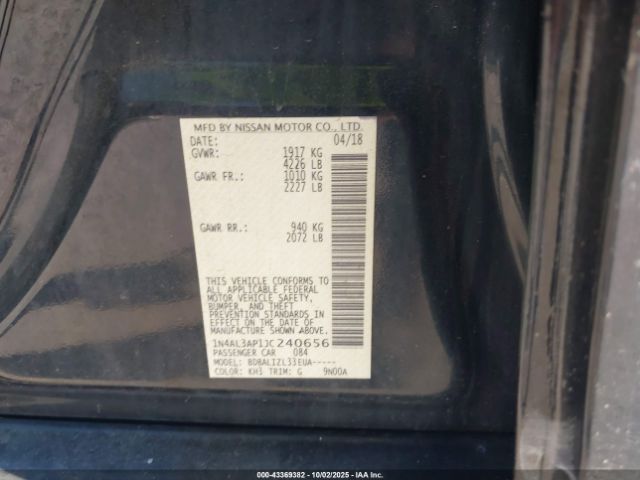 MFD BY NISSAN MOTOR CO., LTD.
DATE: 04/18
GVWR: 1917 KG
4226 LB
GAWR FR.: 1010 KG
2227 LB
GAWR RR.: 940 KG
2072 LB
THIS VEHICLE CONFORMS TO
ALL APPLICABLE FEDERAL
MOTOR VEHICLE SAFETY,
BUMPER, AND THEFT
PREVENTION STANDARDS IN
EFFECT ON THE DATE OF
MANUFACTURE SHOWN ABOVE.
1N4AL3AP1JC240656
PASSENGER CAR 084
MODEL: BDBALIZL33EUA-----
COLOR: KH3 TRIM: G 9N00A
000-43369382 - 10/02/2025 - IAA, Inc.